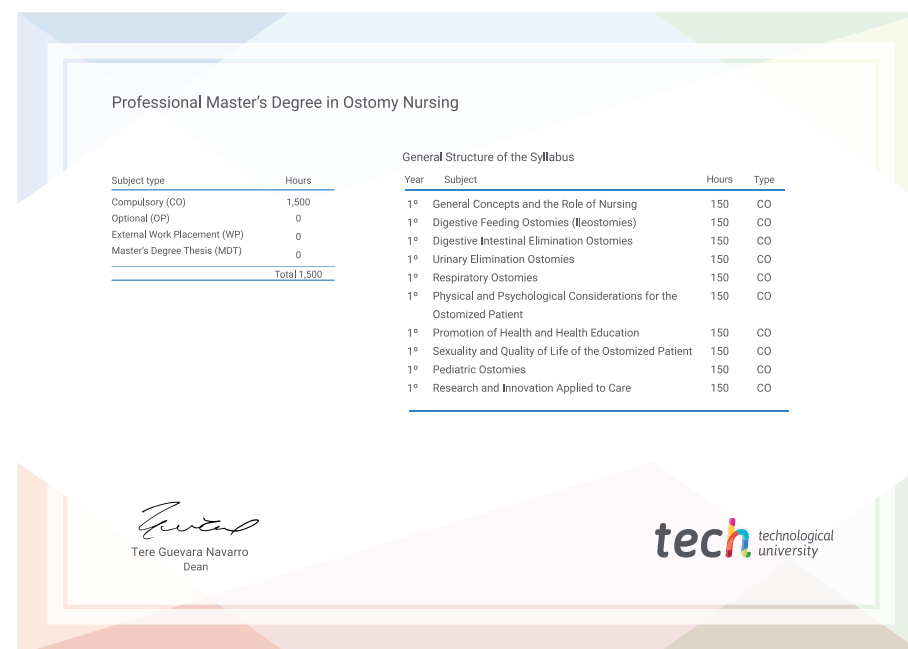 Professional Master's Degree in Ostomy Nursing
General Structure of the Syllabus
Subject type Hours
Compulsory (CO) 1,500
Optional (OP) 0
External Work Placement (WP) 0
Master's Degree Thesis (MDT) 0
Total 1,500
Year Subject Hours Type
1º General Concepts and the Role of Nursing 150 CO
1º Digestive Feeding Ostomies (Ileostomies) 150 CO
1º Digestive Intestinal Elimination Ostomies 150 CO
1º Urinary Elimination Ostomies 150 CO
1º Respiratory Ostomies 150 CO
1º Physical and Psychological Considerations for the 150 CO
Ostomized Patient
1º Promotion of Health and Health Education 150 CO
1º Sexuality and Quality of Life of the Ostomized Patient 150 CO
1º Pediatric Ostomies 150 CO
1º Research and Innovation Applied to Care 150 CO
Tere Guevara Navarro
Dean
tech technological
university